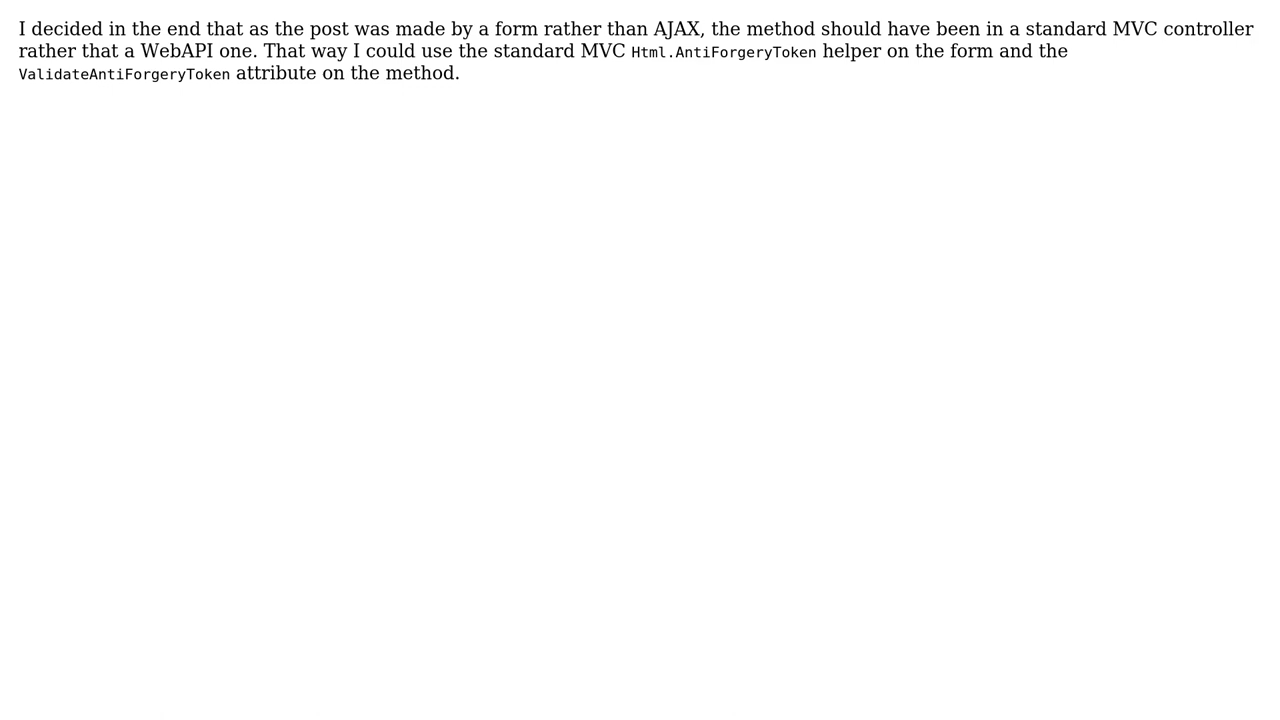 I decided in the end that as the post was made by a form rather than AJAX, the method should have been in a standard MVC controller
rather that a WebAPI one. That way I could use the standard MVC Html.AntiForgeryToken helper on the form and the
ValidateAntiForgeryToken attribute on the method.